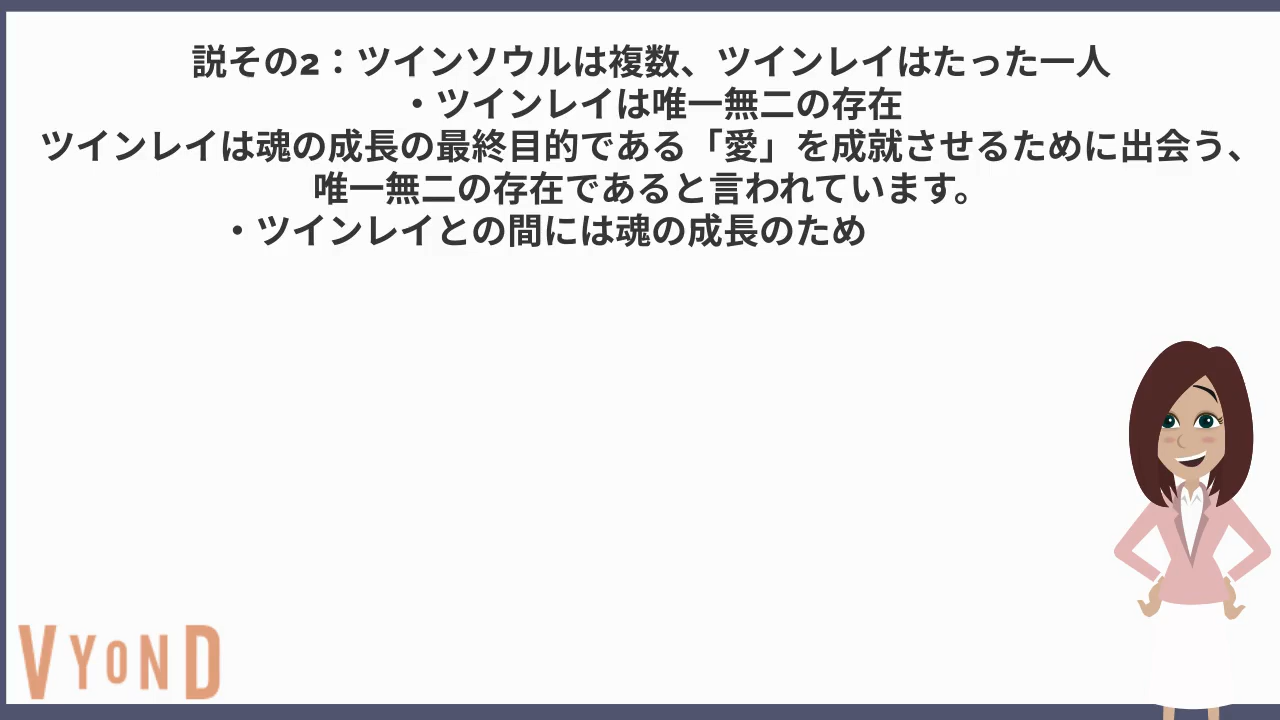 説その2：ツインソウルは複数、ツインレイはたった一人
・ツインレイは唯一無二の存在
ツインレイは魂の成長の最終目的である「愛」を成就させるために出会う、
唯一無二の存在であると言われています。
・ツインレイとの間には魂の成長のため
VYOND